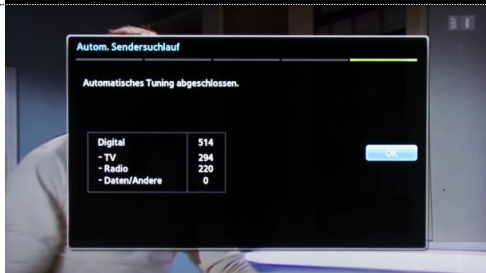 Autom. Sendersuchlauf
Automatisches Tuning abgeschlossen.
Digital 514
- TV 294
- Radio 220
- Daten/Andere 0
OK